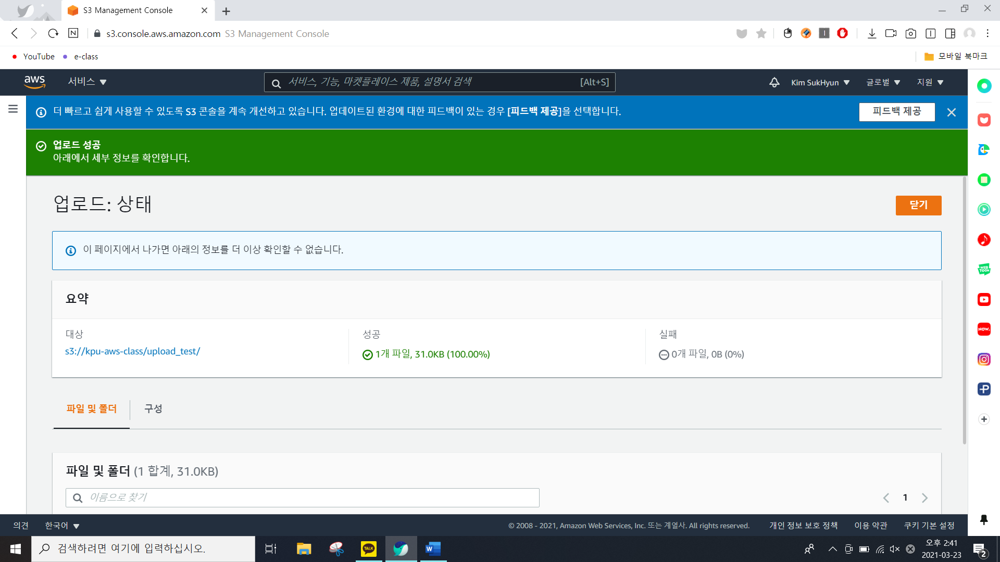 S3 Management Console
s3.console.aws.amazon.com S3 Management Console
YouTube
e-class
모바일 북마크
aws
서비스
서비스, 기능, 마켓플레이스 제품, 설명서 검색
[Alt+S]
Kim SukHyun
글로벌
지원
더 빠르고 쉽게 사용할 수 있도록 S3 콘솔을 계속 개선하고 있습니다. 업데이트된 환경에 대한 피드백이 있는 경우 [피드백 제공]을 선택합니다.
피드백 제공
업로드 성공
아래에서 세부 정보를 확인합니다.
업로드: 상태
닫기
이 페이지에서 나가면 아래의 정보를 더 이상 확인할 수 없습니다.
요약
대상
s3://kpu-aws-class/upload_test/
성공
1개 파일, 31.0KB (100.00%)
실패
0개 파일, 0B (0%)
파일 및 폴더
구성
파일 및 폴더 (1 합계, 31.0KB)
이름으로 찾기
1
WEB
TOON
NOW.
의견
한국어
© 2008 - 2021, Amazon Web Services, Inc. 또는 계열사. All rights reserved.
개인 정보 보호 정책
이용 약관
쿠키 기본 설정
검색하려면 여기에 입력하십시오.
TALK
W
오후 2:41
2021-03-23
2